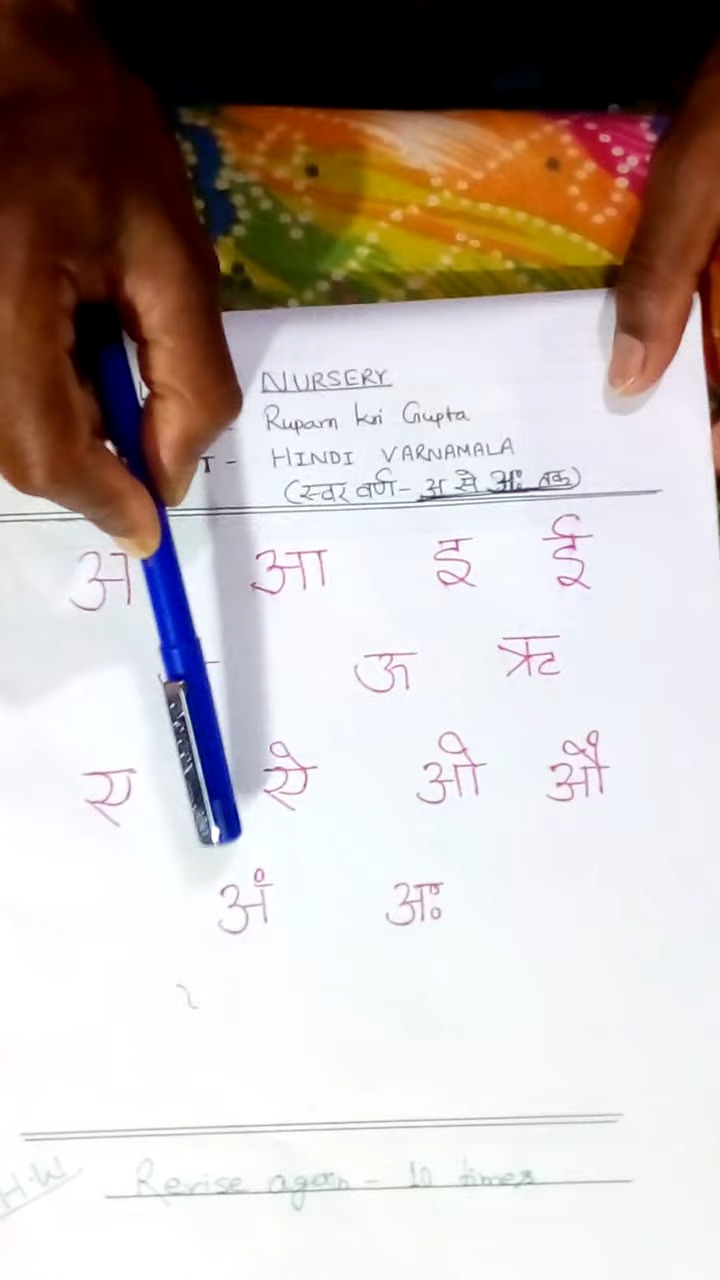 NURSERY
Rupam kri Gupta
T - HINDI VARNAMALA
(स्वर वर्ण - अ से अः तक)
अ आ इ ई
ऊ ऋ
ए ऐ ओ औ
अं अः
H.W Revise again - 10 times